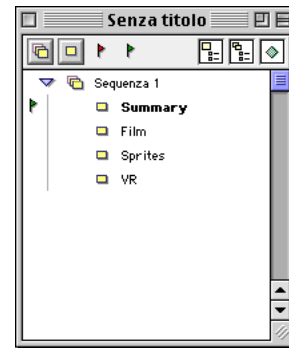 Senza titolo
Sequenza 1
Summary
Film
Sprites
VR